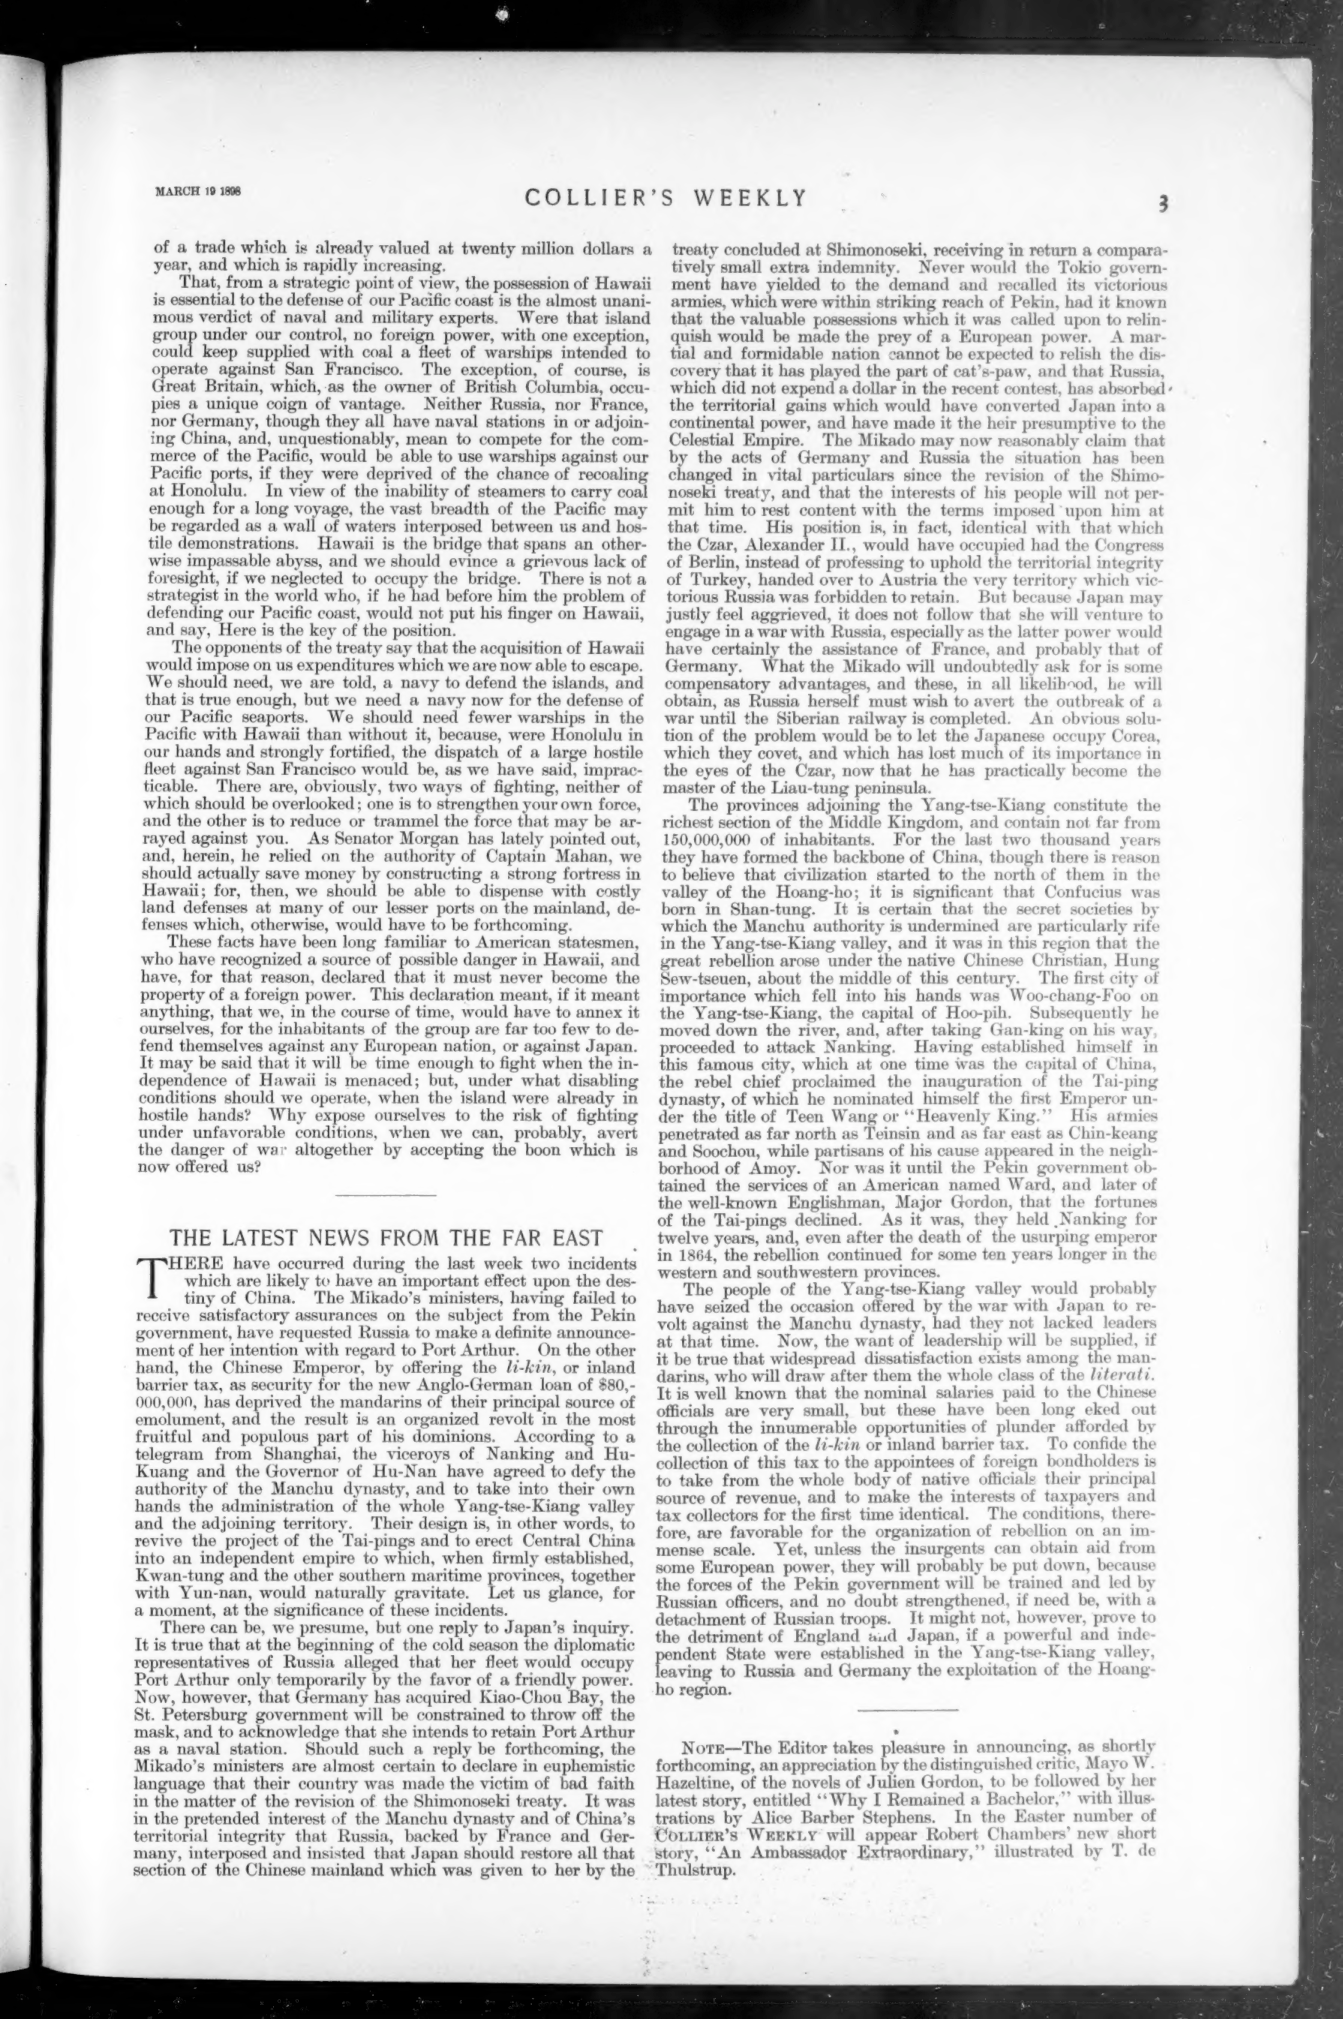 MARCH 19 1898
COLLIER'S WEEKLY
3
of a trade which is already valued at twenty million dollars a
year, and which is rapidly increasing.
That, from a strategic point of view, the possession of Hawaii
is essential to the defense of our Pacific coast is the almost unani-
mous verdict of naval and military experts. Were that island
group under our control, no foreign power, with one exception,
could keep supplied with coal a fleet of warships intended to
operate against San Francisco. The exception, of course, is
Great Britain, which, as the owner of British Columbia, occu-
pies a unique coign of vantage. Neither Russia, nor France,
nor Germany, though they all have naval stations in or adjoin-
ing China, and, unquestionably, mean to compete for the com-
merce of the Pacific, would be able to use warships against our
Pacific ports, if they were deprived of the chance of recoaling
at Honolulu. In view of the inability of steamers to carry coal
enough for a long voyage, the vast breadth of the Pacific may
be regarded as a wall of waters interposed between us and hos-
tile demonstrations. Hawaii is the bridge that spans an other-
wise impassable abyss, and we should evince a grievous lack of
foresight, if we neglected to occupy the bridge. There is not a
strategist in the world who, if he had before him the problem of
defending our Pacific coast, would not put his finger on Hawaii,
and say, Here is the key of the position.
The opponents of the treaty say that the acquisition of Hawaii
would impose on us expenditures which we are now able to escape.
We should need, we are told, a navy to defend the islands, and
that is true enough, but we need a navy now for the defense of
our Pacific seaports. We should need fewer warships in the
Pacific with Hawaii than without it, because, were Honolulu in
our hands and strongly fortified, the dispatch of a large hostile
fleet against San Francisco would be, as we have said, imprac-
ticable. There are, obviously, two ways of fighting, neither of
which should be overlooked; one is to strengthen your own force,
and the other is to reduce or trammel the force that may be ar-
rayed against you. As Senator Morgan has lately pointed out,
and, herein, he relied on the authority of Captain Mahan, we
should actually save money by constructing a strong fortress in
Hawaii; for, then, we should be able to dispense with costly
land defenses at many of our lesser ports on the mainland, de-
fenses which, otherwise, would have to be forthcoming.
These facts have been long familiar to American statesmen,
who have recognized a source of possible danger in Hawaii, and
have, for that reason, declared that it must never become the
property of a foreign power. This declaration meant, if it meant
anything, that we, in the course of time, would have to annex it
ourselves, for the inhabitants of the group are far too few to de-
fend themselves against any European nation, or against Japan.
It may be said that it will be time enough to fight when the in-
dependence of Hawaii is menaced; but, under what disabling
conditions should we operate, when the island were already in
hostile hands? Why expose ourselves to the risk of fighting
under unfavorable conditions, when we can, probably, avert
the danger of war altogether by accepting the boon which is
now offered us?
THE LATEST NEWS FROM THE FAR EAST
THERE have occurred during the last week two incidents
which are likely to have an important effect upon the des-
tiny of China. The Mikado's ministers, having failed to
receive satisfactory assurances on the subject from the Pekin
government, have requested Russia to make a definite announce-
ment of her intention with regard to Port Arthur. On the other
hand, the Chinese Emperor, by offering the li-kin, or inland
barrier tax, as security for the new Anglo-German loan of $80,-
000,000, has deprived the mandarins of their principal source of
emolument, and the result is an organized revolt in the most
fruitful and populous part of his dominions. According to a
telegram from Shanghai, the viceroys of Nanking and Hu-
Kuang and the Governor of Hu-Nan have agreed to defy the
authority of the Manchu dynasty, and to take into their own
hands the administration of the whole Yang-tse-Kiang valley
and the adjoining territory. Their design is, in other words, to
revive the project of the Tai-pings and to erect Central China
into an independent empire to which, when firmly established,
Kwan-tung and the other southern maritime provinces, together
with Yun-nan, would naturally gravitate. Let us glance, for
a moment, at the significance of these incidents.
There can be, we presume, but one reply to Japan's inquiry.
It is true that at the beginning of the cold season the diplomatic
representatives of Russia alleged that her fleet would occupy
Port Arthur only temporarily by the favor of a friendly power.
Now, however, that Germany has acquired Kiao-Chou Bay, the
St. Petersburg government will be constrained to throw off the
mask, and to acknowledge that she intends to retain Port Arthur
as a naval station. Should such a reply be forthcoming, the
Mikado's ministers are almost certain to declare in euphemistic
language that their country was made the victim of bad faith
in the matter of the revision of the Shimonoseki treaty. It was
in the pretended interest of the Manchu dynasty and of China's
territorial integrity that Russia, backed by France and Ger-
many, interposed and insisted that Japan should restore all that
section of the Chinese mainland which was given to her by the
treaty concluded at Shimonoseki, receiving in return a compara-
tively small extra indemnity. Never would the Tokio govern-
ment have yielded to the demand and recalled its victorious
armies, which were within striking reach of Pekin, had it known
that the valuable possessions which it was called upon to relin-
quish would be made the prey of a European power. A mar-
tial and formidable nation cannot be expected to relish the dis-
covery that it has played the part of cat's-paw, and that Russia,
which did not expend a dollar in the recent contest, has absorbed
the territorial gains which would have converted Japan into a
continental power, and have made it the heir presumptive to the
Celestial Empire. The Mikado may now reasonably claim that
by the acts of Germany and Russia the situation has been
changed in vital particulars since the revision of the Shimo-
noseki treaty, and that the interests of his people will not per-
mit him to rest content with the terms imposed upon him at
that time. His position is, in fact, identical with that which
the Czar, Alexander II., would have occupied had the Congress
of Berlin, instead of professing to uphold the territorial integrity
of Turkey, handed over to Austria the very territory which vic-
torious Russia was forbidden to retain. But because Japan may
justly feel aggrieved, it does not follow that she will venture to
engage in a war with Russia, especially as the latter power would
have certainly the assistance of France, and probably that of
Germany. What the Mikado will undoubtedly ask for is some
compensatory advantages, and these, in all likelihood, he will
obtain, as Russia herself must wish to avert the outbreak of a
war until the Siberian railway is completed. An obvious solu-
tion of the problem would be to let the Japanese occupy Corea,
which they covet, and which has lost much of its importance in
the eyes of the Czar, now that he has practically become the
master of the Liau-tung peninsula.
The provinces adjoining the Yang-tse-Kiang constitute the
richest section of the Middle Kingdom, and contain not far from
150,000,000 of inhabitants. For the last two thousand years
they have formed the backbone of China, though there is reason
to believe that civilization started to the north of them in the
valley of the Hoang-ho; it is significant that Confucius was
born in Shan-tung. It is certain that the secret societies by
which the Manchu authority is undermined are particularly rife
in the Yang-tse-Kiang valley, and it was in this region that the
great rebellion arose under the native Chinese Christian, Hung
Sew-tseuen, about the middle of this century. The first city of
importance which fell into his hands was Woo-chang-Foo on
the Yang-tse-Kiang, the capital of Hoo-pih. Subsequently he
moved down the river, and, after taking Gan-king on his way,
proceeded to attack Nanking. Having established himself in
this famous city, which at one time was the capital of China,
the rebel chief proclaimed the inauguration of the Tai-ping
dynasty, of which he nominated himself the first Emperor un-
der the title of Teen Wang or "Heavenly King." His armies
penetrated as far north as Teinsin and as far east as Chin-keang
and Soochou, while partisans of his cause appeared in the neigh-
borhood of Amoy. Nor was it until the Pekin government ob-
tained the services of an American named Ward, and later of
the well-known Englishman, Major Gordon, that the fortunes
of the Tai-pings declined. As it was, they held Nanking for
twelve years, and, even after the death of the usurping emperor
in 1864, the rebellion continued for some ten years longer in the
western and southwestern provinces.
The people of the Yang-tse-Kiang valley would probably
have seized the occasion offered by the war with Japan to re-
volt against the Manchu dynasty, had they not lacked leaders
at that time. Now, the want of leadership will be supplied, if
it be true that widespread dissatisfaction exists among the man-
darins, who will draw after them the whole class of the literati.
It is well known that the nominal salaries paid to the Chinese
officials are very small, but these have been long eked out
through the innumerable opportunities of plunder afforded by
the collection of the li-kin or inland barrier tax. To confide the
collection of this tax to the appointees of foreign bondholders is
to take from the whole body of native officials their principal
source of revenue, and to make the interests of taxpayers and
tax collectors for the first time identical. The conditions, there-
fore, are favorable for the organization of rebellion on an im-
mense scale. Yet, unless the insurgents can obtain aid from
some European power, they will probably be put down, because
the forces of the Pekin government will be trained and led by
Russian officers, and no doubt strengthened, if need be, with a
detachment of Russian troops. It might not, however, prove to
the detriment of England and Japan, if a powerful and inde-
pendent State were established in the Yang-tse-Kiang valley,
leaving to Russia and Germany the exploitation of the Hoang-
ho region.
NOTE—The Editor takes pleasure in announcing, as shortly
forthcoming, an appreciation by the distinguished critic, Mayo W.
Hazeltine, of the novels of Julien Gordon, to be followed by her
latest story, entitled "Why I Remained a Bachelor," with illus-
trations by Alice Barber Stephens. In the Easter number of
COLLIER'S WEEKLY will appear Robert Chambers' new short
story, "An Ambassador Extraordinary," illustrated by T. de
Thulstrup.